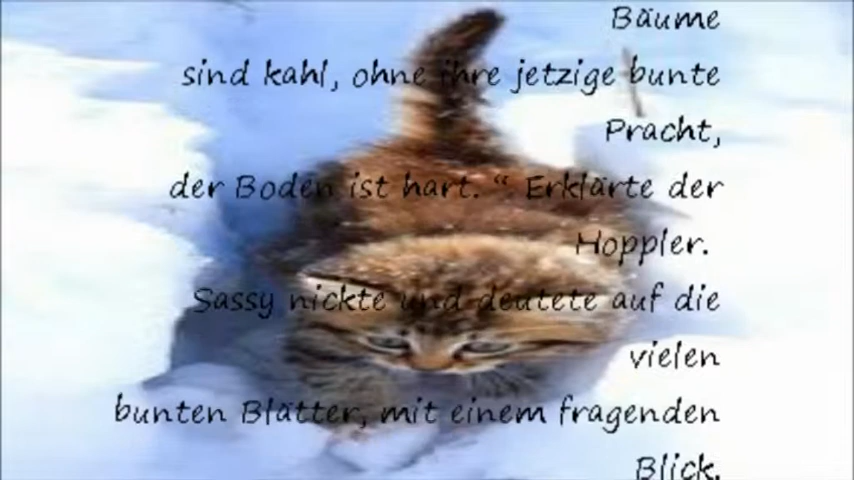 Bäume
sind kahl, ohne ihre jetzige bunte
Pracht,
der Boden ist hart. “ Erklärte der
Hoppler.
Sassy nickte und deutete auf die
vielen
bunten Blätter, mit einem fragenden
Blick.